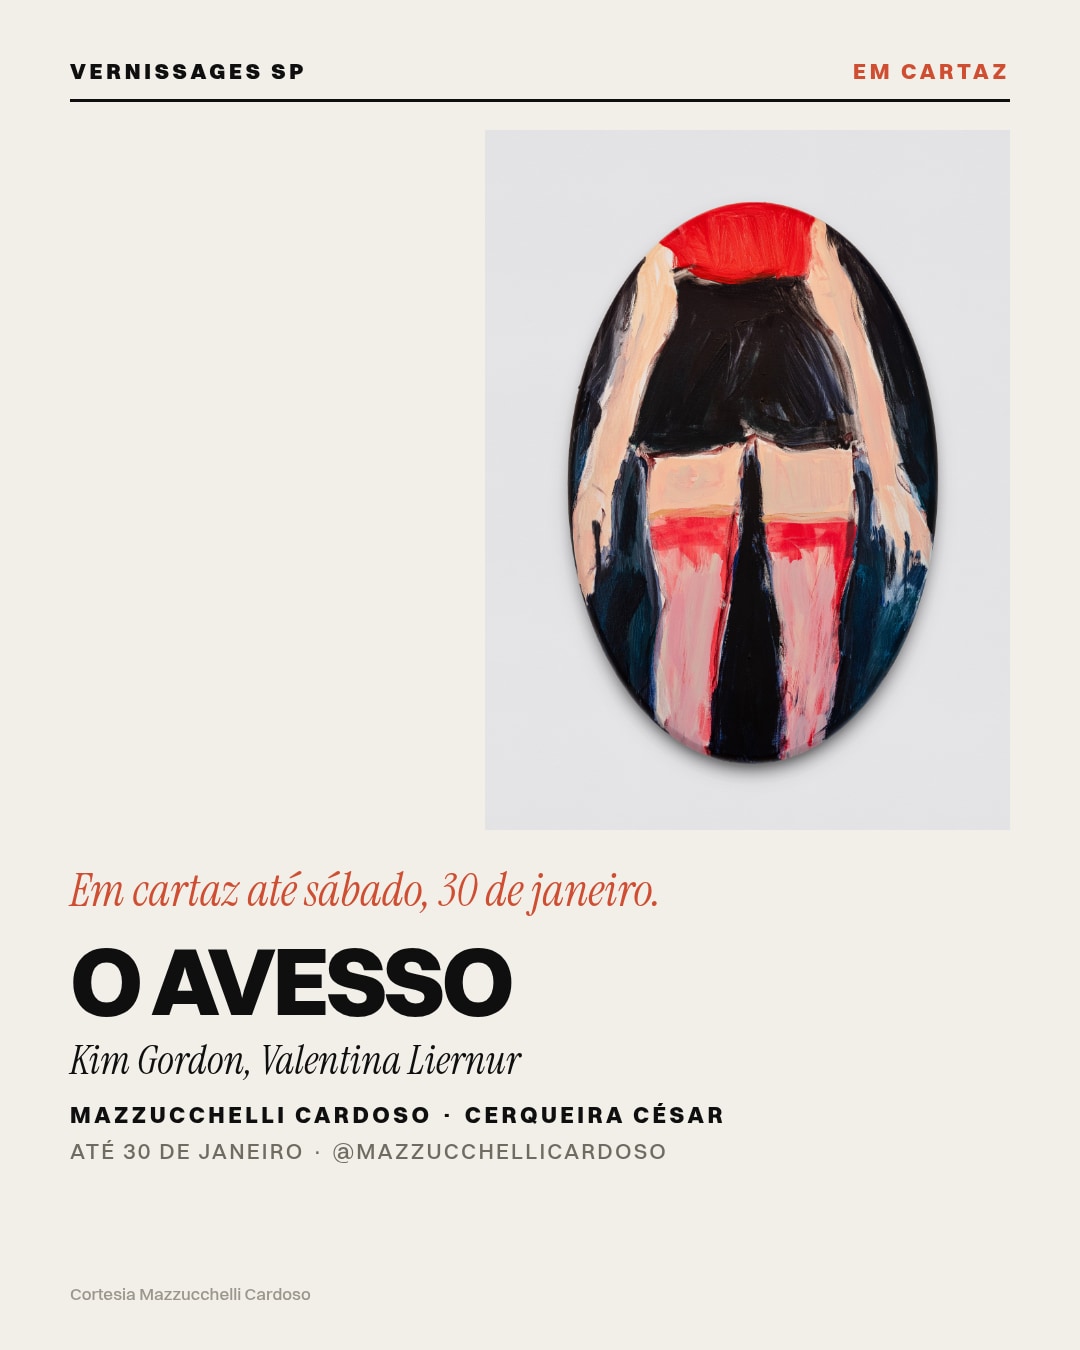 VERNISSAGES SP
EM CARTAZ
Em cartaz até sábado, 30 de janeiro.
O AVESSO
Kim Gordon, Valentina Liernur
MAZZUCCHELLI CARDOSO · CERQUEIRA CÉSAR
ATÉ 30 DE JANEIRO · @MAZZUCCHELLICARDOSO
Cortesia Mazzucchelli Cardoso